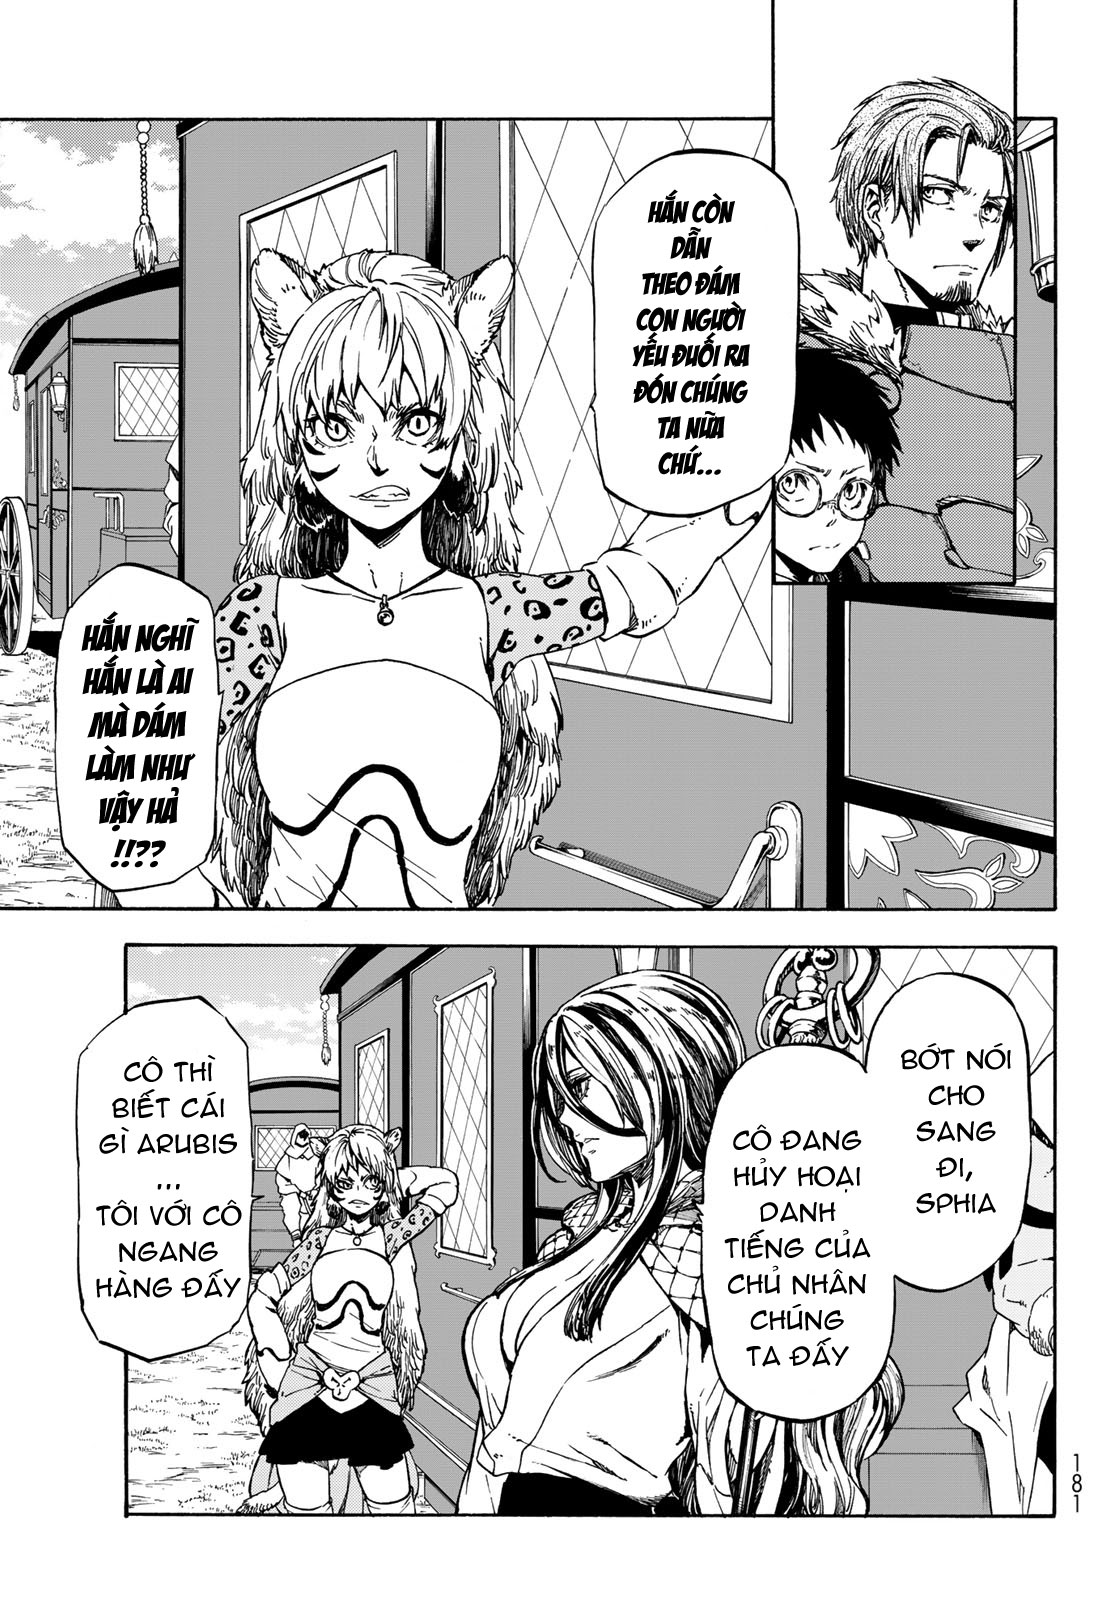 HẮN CÒN
DẪN
THEO ĐÁM
CON NGƯỜI
YẾU ĐUỐI RA
ĐÓN CHÚNG
TA NỮA
CHỨ...
HẮN NGHĨ
HẮN LÀ AI
MÀ DÁM
LÀM NHƯ
VẬY HẢ
!!??
BỚT NÓI
CHO
SANG
ĐI,
SPHIA
CÔ ĐANG
HỦY HOẠI
DANH
TIẾNG CỦA
CHỦ NHÂN
CHÚNG
TA ĐẤY
CÔ THÌ
BIẾT CÁI
GÌ ARUBIS
...
TÔI VỚI CÔ
NGANG
HÀNG ĐẤY
181